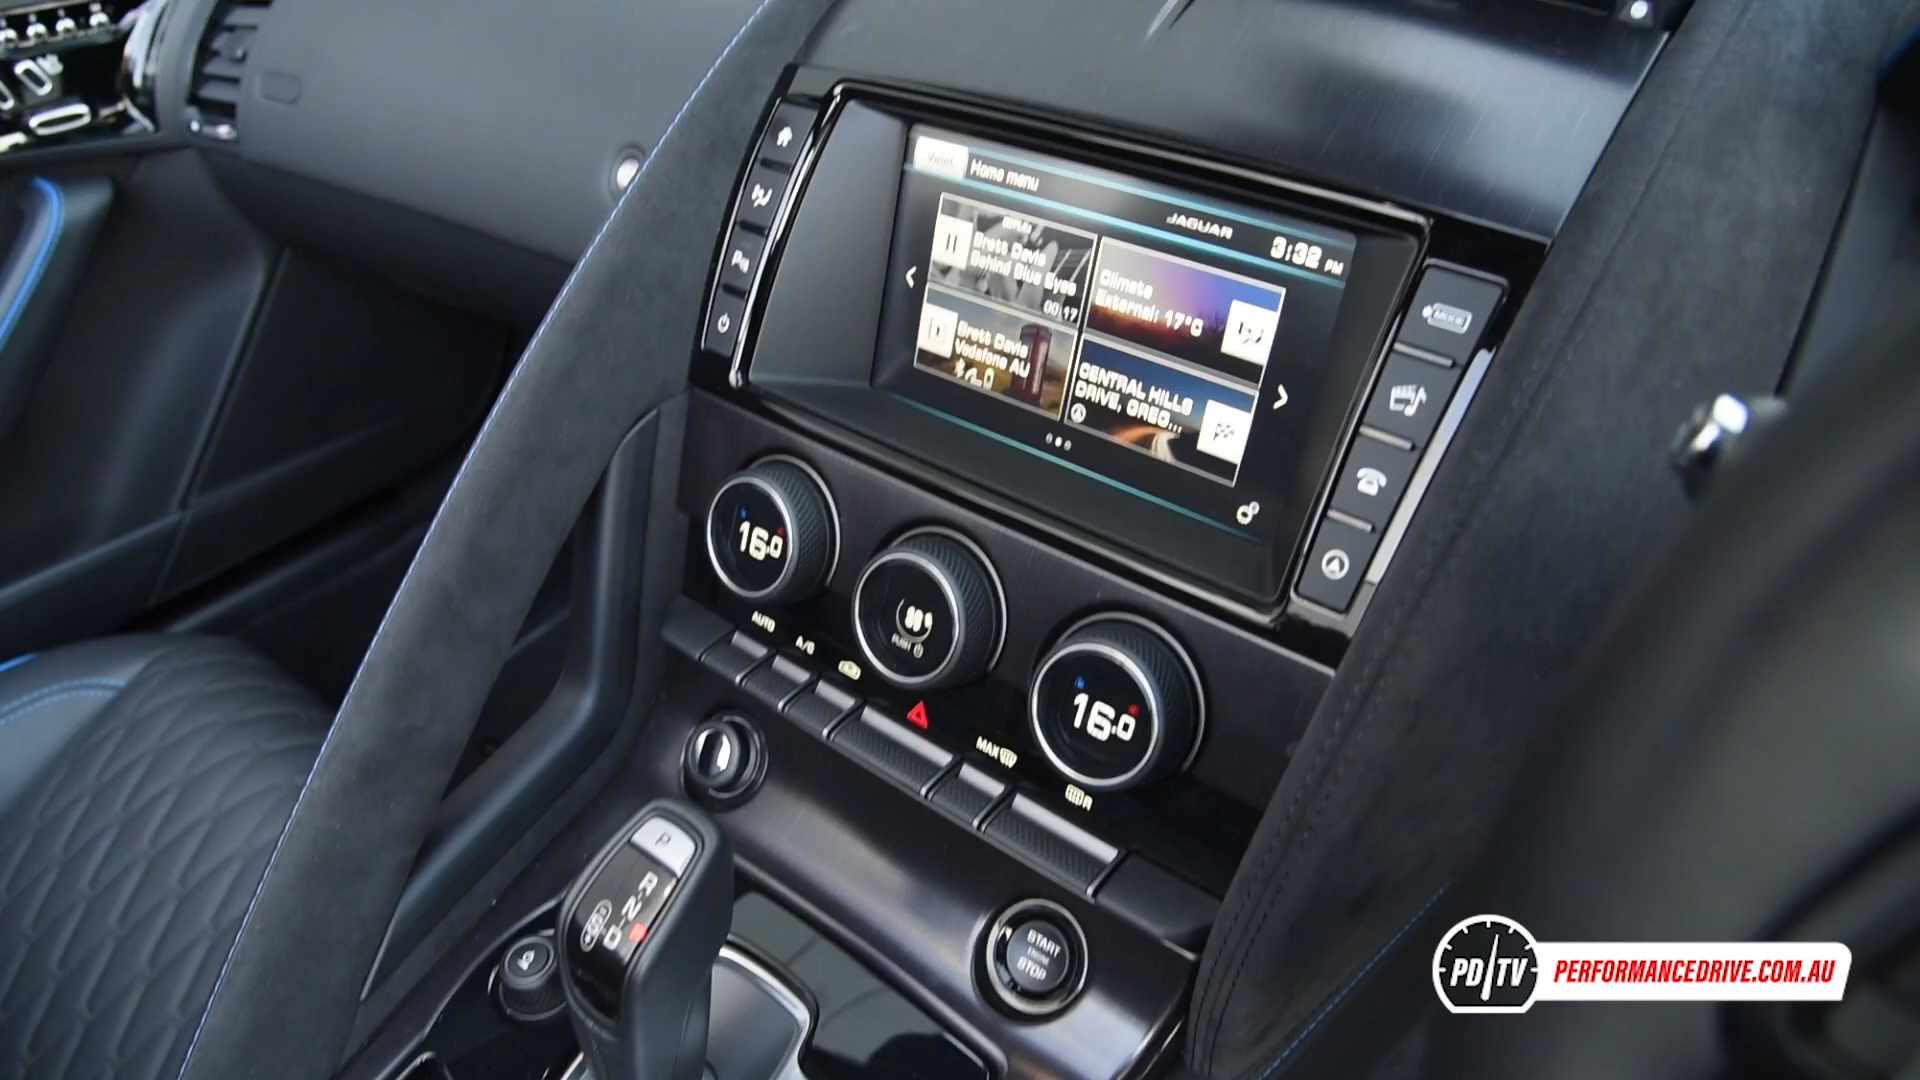 Valet
Home menu
JAGUAR
3:32 PM
Brett Davis
Behind Blue Eyes
00:17
Climate
External: 17°C
Brett Davis
Vodafone AU
CENTRAL HILLS
DRIVE, GREG...
16.0
AUTO
A/C
PUSH
16.0
MAX
R
P
R
N
D
START
ENGINE
STOP
PD TV
PERFORMANCEDRIVE.COM.AU